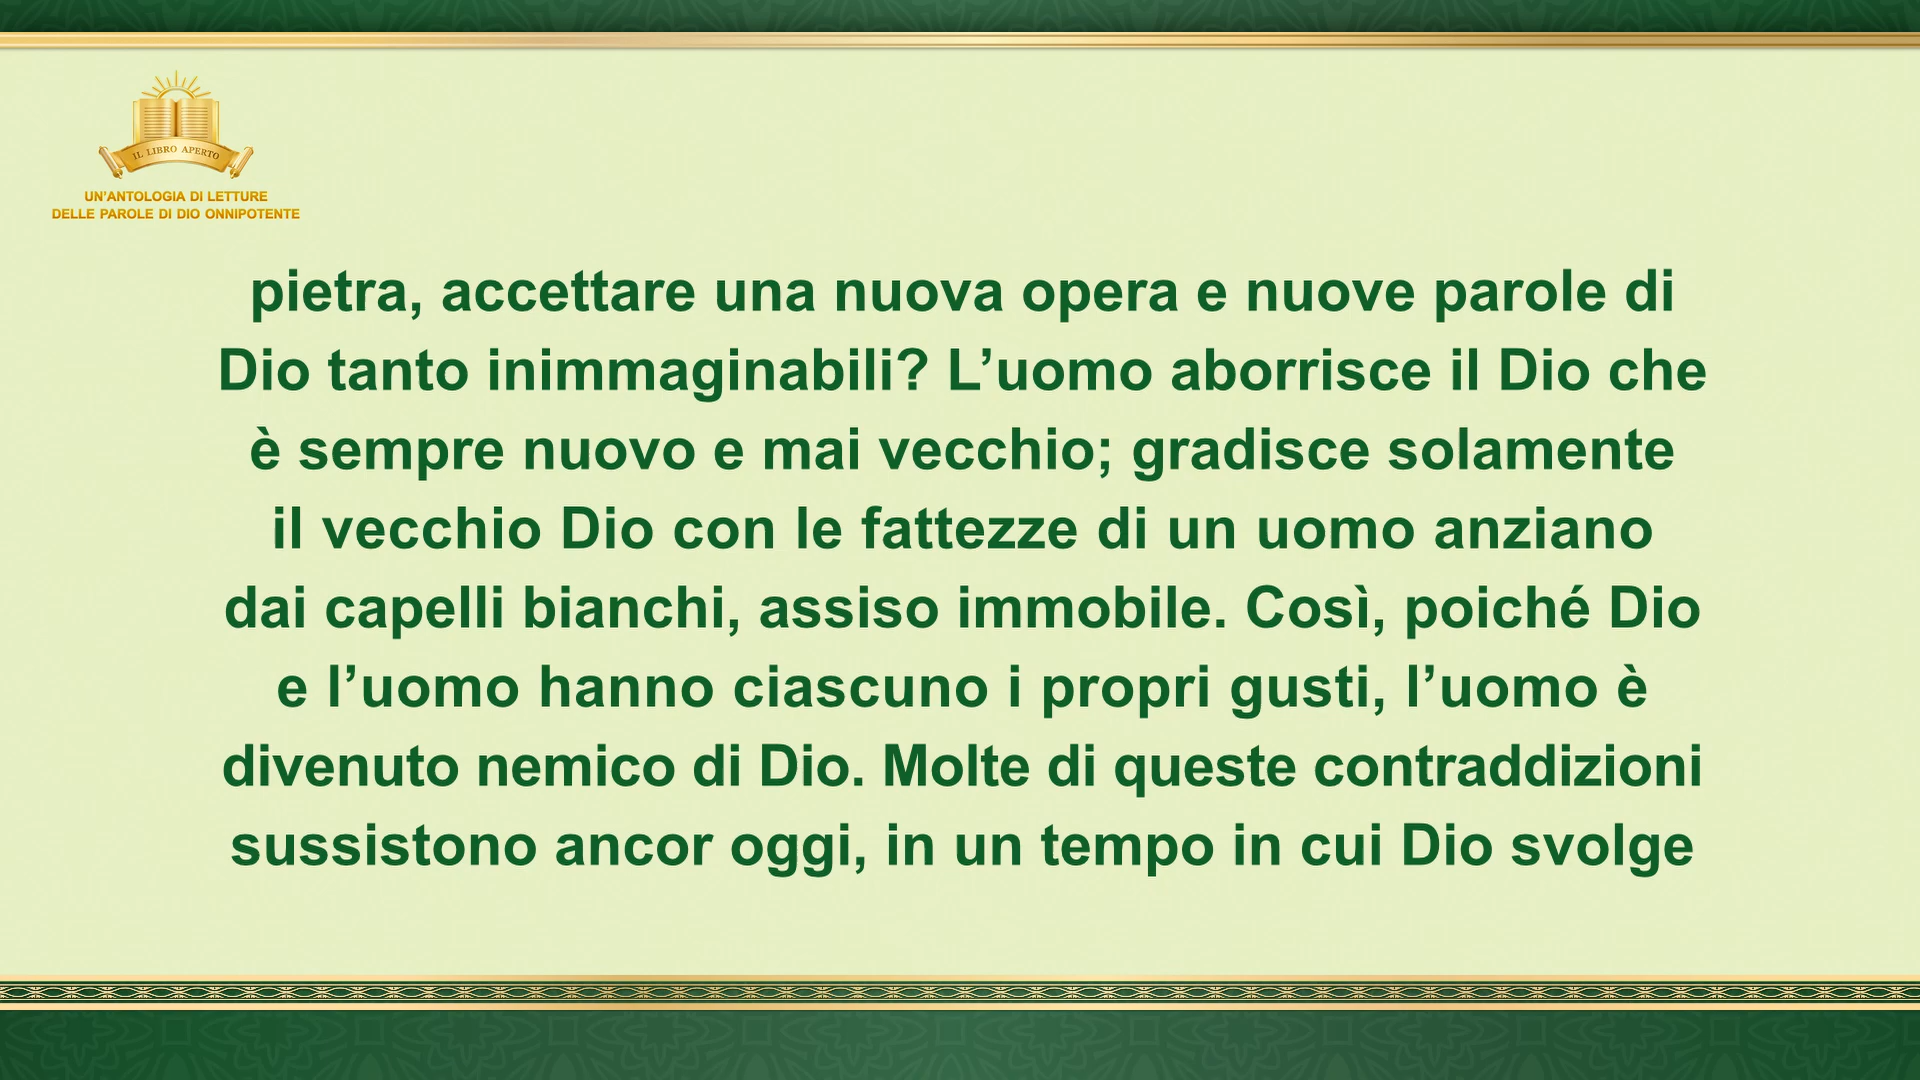 IL LIBRO APERTO
UN'ANTOLOGIA DI LETTURE
DELLE PAROLE DI DIO ONNIPOTENTE
pietra, accettare una nuova opera e nuove parole di
Dio tanto inimmaginabili? L’uomo aborrisce il Dio che
è sempre nuovo e mai vecchio; gradisce solamente
il vecchio Dio con le fattezze di un uomo anziano
dai capelli bianchi, assiso immobile. Così, poiché Dio
e l’uomo hanno ciascuno i propri gusti, l’uomo è
divenuto nemico di Dio. Molte di queste contraddizioni
sussistono ancor oggi, in un tempo in cui Dio svolge